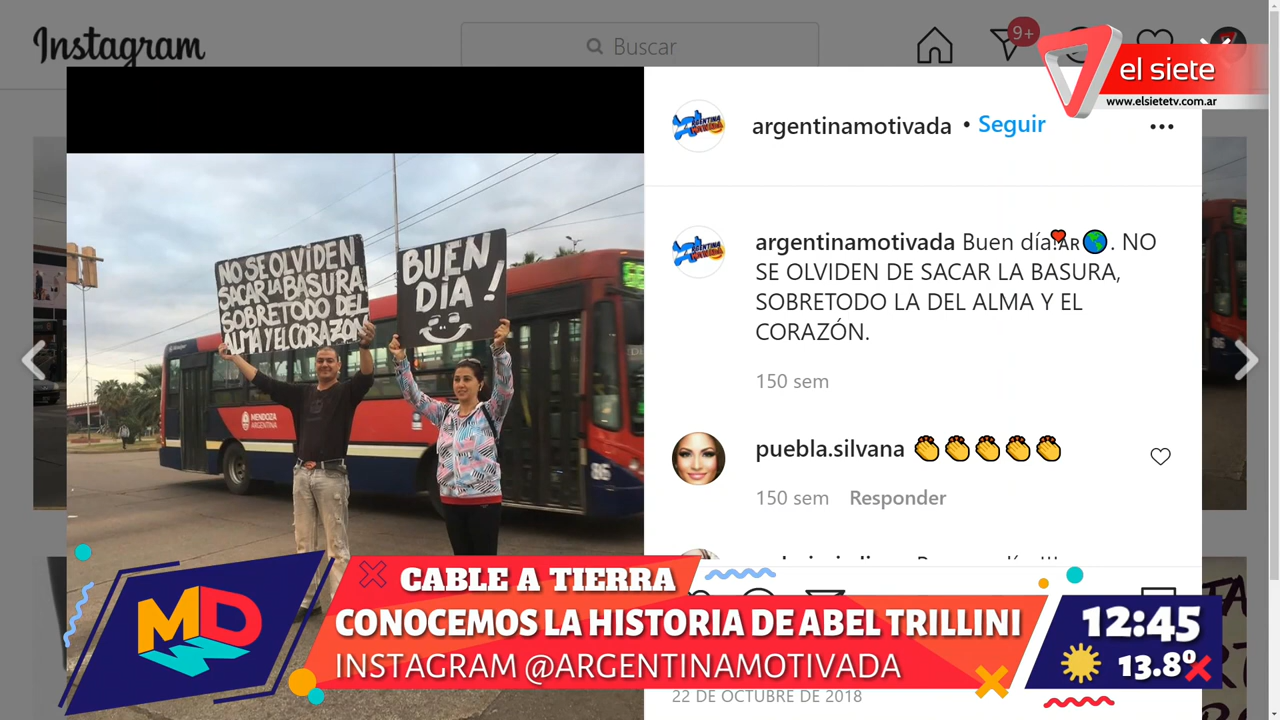 Instagram
Buscar
9+
el siete
www.elsietetv.com.ar
argentinamotivada • Seguir
argentinamotivada Buen día! AR . NO
SE OLVIDEN DE SACAR LA BASURA,
SOBRETODO LA DEL ALMA Y EL
CORAZÓN.
150 sem
puebla.silvana
150 sem Responder
NO SE OLVIDEN
SACAR LA BASURA
SOBRETODO DEL
ALMA Y EL CORAZON
BUEN
DÍA!
MENDOZA
ARGENTINA
85
MD
CABLE A TIERRA
CONOCEMOS LA HISTORIA DE ABEL TRILLINI
INSTAGRAM @ARGENTINAMOTIVADA
12:45
13.8º
22 DE OCTUBRE DE 2018